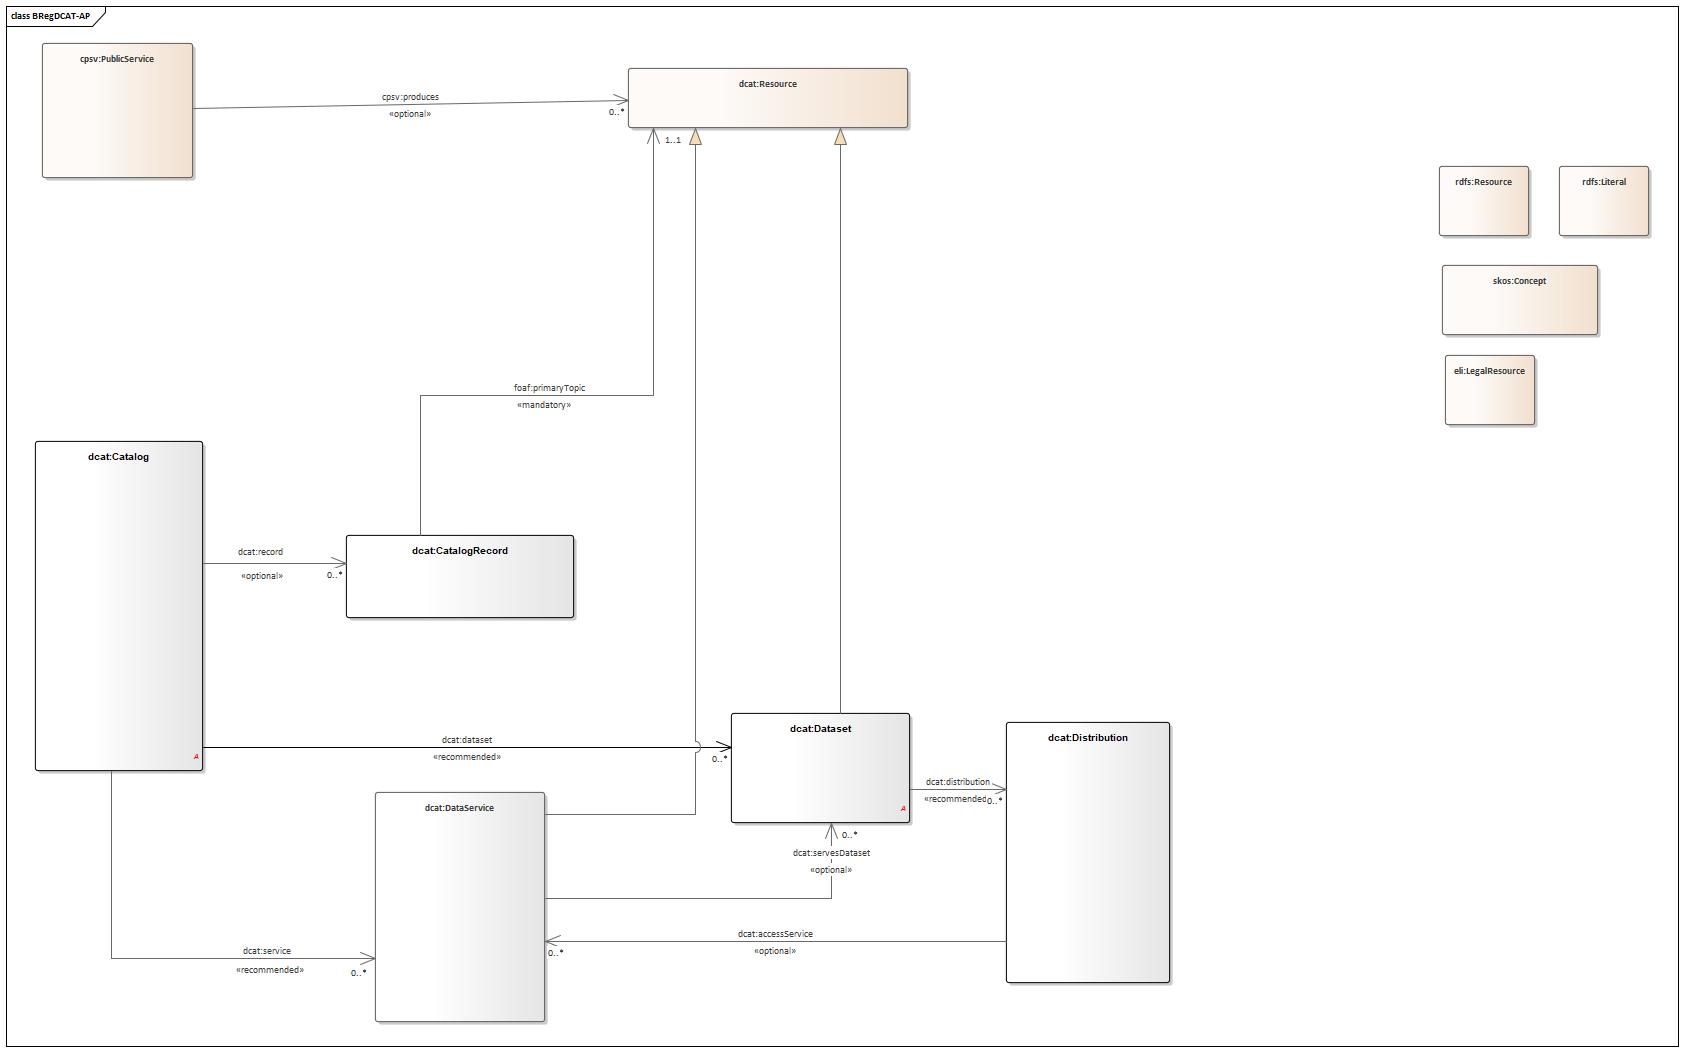 class BRegDCAT-AP
cpsv:PublicService
dcat:Resource
cpsv:produces
«optional»
0..*
1..1
rdfs:Resource
rdfs:Literal
skos:Concept
eli:LegalResource
foaf:primaryTopic
«mandatory»
dcat:Catalog
dcat:record
«optional»
0..*
dcat:CatalogRecord
dcat:dataset
«recommended»
0..*
A
dcat:Dataset
A
dcat:Distribution
dcat:distribution
«recommended»
0..*
dcat:DataService
0..*
dcat:servesDataset
«optional»
dcat:accessService
«optional»
0..*
dcat:service
«recommended»
0..*